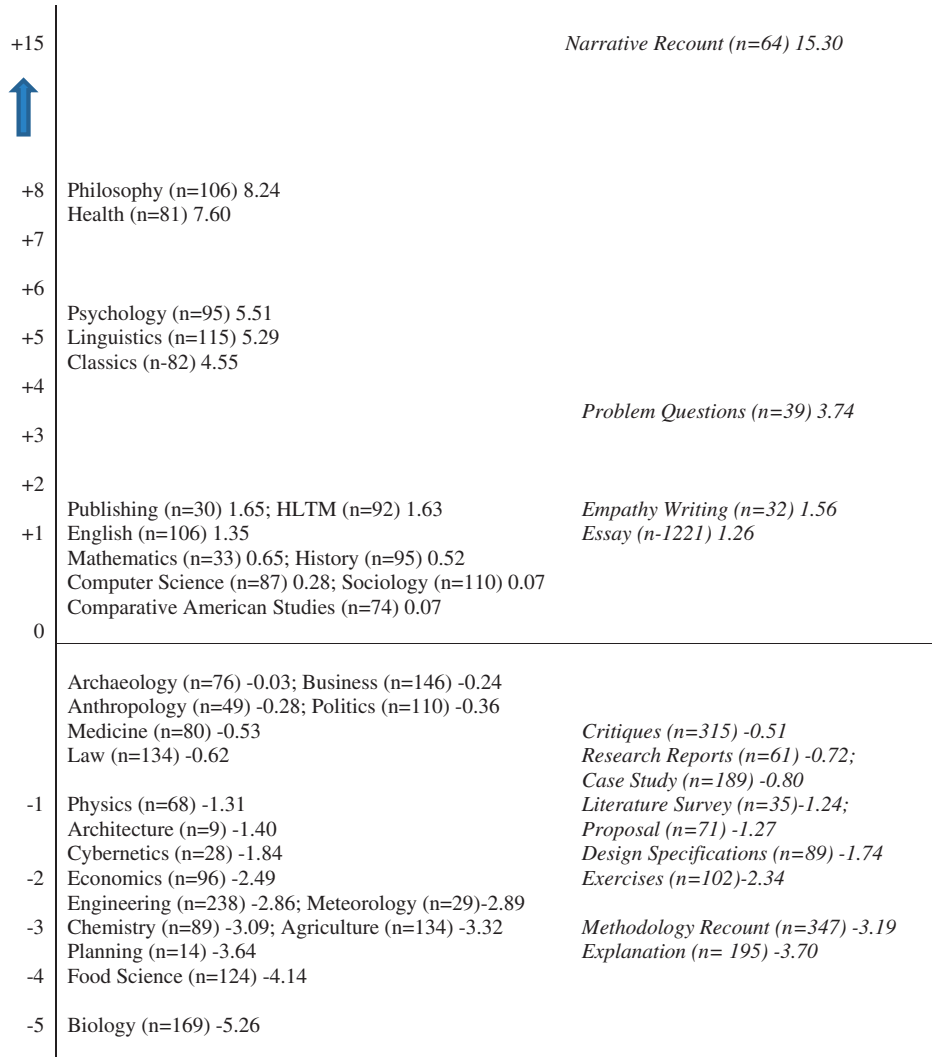 +15 Narrative Recount (n=64) 15.30
+8 Philosophy (n=106) 8.24
Health (n=81) 7.60
+7
+6
Psychology (n=95) 5.51
+5 Linguistics (n=115) 5.29
Classics (n-82) 4.55
+4
Problem Questions (n=39) 3.74
+3
+2
Publishing (n=30) 1.65; HLTM (n=92) 1.63 Empathy Writing (n=32) 1.56
+1 English (n=106) 1.35 Essay (n-1221) 1.26
Mathematics (n=33) 0.65; History (n=95) 0.52
Computer Science (n=87) 0.28; Sociology (n=110) 0.07
Comparative American Studies (n=74) 0.07
0
Archaeology (n=76) -0.03; Business (n=146) -0.24
Anthropology (n=49) -0.28; Politics (n=110) -0.36
Medicine (n=80) -0.53 Critiques (n=315) -0.51
Law (n=134) -0.62 Research Reports (n=61) -0.72;
Case Study (n=189) -0.80
-1 Physics (n=68) -1.31 Literature Survey (n=35)-1.24;
Architecture (n=9) -1.40 Proposal (n=71) -1.27
Cybernetics (n=28) -1.84 Design Specifications (n=89) -1.74
-2 Economics (n=96) -2.49 Exercises (n=102)-2.34
Engineering (n=238) -2.86; Meteorology (n=29)-2.89
-3 Chemistry (n=89) -3.09; Agriculture (n=134) -3.32 Methodology Recount (n=347) -3.19
Planning (n=14) -3.64 Explanation (n= 195) -3.70
-4 Food Science (n=124) -4.14
-5 Biology (n=169) -5.26